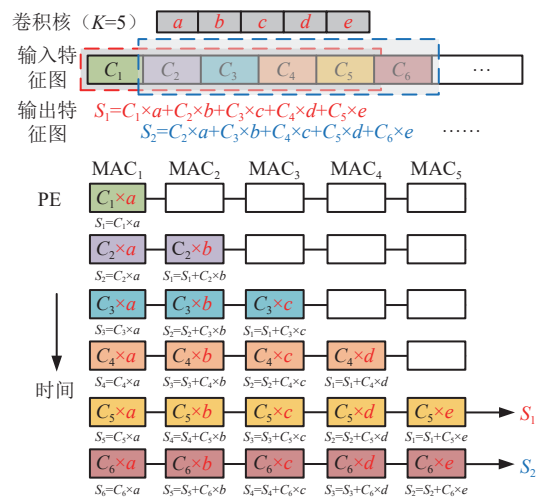 卷积核（K=5） a b c d e
输入特征图 C₁ C₂ C₃ C₄ C₅ C₆ ···
输出特征图 S₁=C₁×a+C₂×b+C₃×c+C₄×d+C₅×e
S₂=C₂×a+C₃×b+C₄×c+C₅×d+C₆×e ······
MAC₁ MAC₂ MAC₃ MAC₄ MAC₅
PE C₁×a
S₁=C₁×a
C₂×a C₂×b
S₂=C₂×a S₁=S₁+C₂×b
C₃×a C₃×b C₃×c
S₃=C₃×a S₂=S₂+C₃×b S₁=S₁+C₃×c
C₄×a C₄×b C₄×c C₄×d
时间 S₄=C₄×a S₃=S₃+C₄×b S₂=S₂+C₄×c S₁=S₁+C₄×d
C₅×a C₅×b C₅×c C₅×d C₅×e S₁
S₅=C₅×a S₄=S₄+C₅×b S₃=S₃+C₅×c S₂=S₂+C₅×d S₁=S₁+C₅×e
C₆×a C₆×b C₆×c C₆×d C₆×e S₂
S₆=C₆×a S₅=S₅+C₆×b S₄=S₄+C₆×c S₃=S₃+C₆×d S₂=S₂+C₆×e